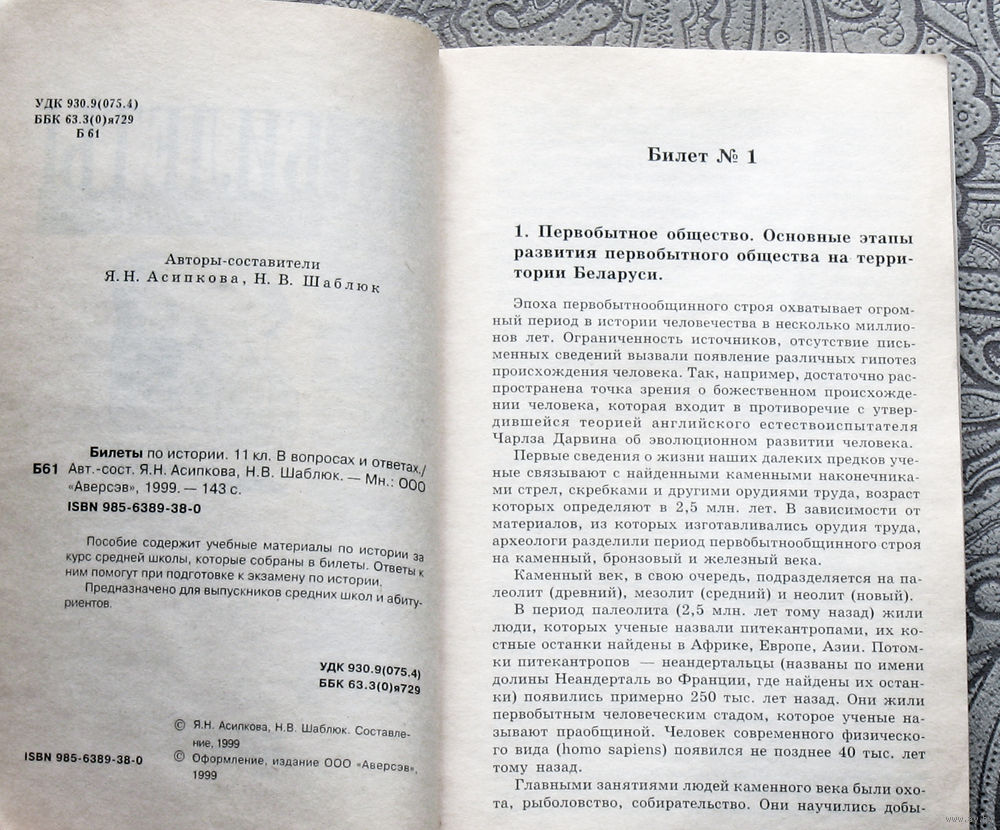 УДК 930.9(075.4)
ББК 63.3(0)я729
Б 61
Авторы-составители
Я. Н. Асипкова, Н. В. Шаблюк
Билеты по истории. 11 кл. В вопросах и ответах./
Б61 Авт.-сост. Я.Н. Асипкова, Н.В. Шаблюк. — Мн.: ООО
«Аверсэв», 1999. — 143 с.
ISBN 985-6389-38-0
Пособие содержит учебные материалы по истории за
курс средней школы, которые собраны в билеты. Ответы к
ним помогут при подготовке к экзамену по истории.
Предназначено для выпускников средних школ и абиту-
риентов.
УДК 930.9(075.4)
ББК 63.3(0)я729
© Я.Н. Асипкова, Н.В. Шаблюк. Составле-
ние, 1999
ISBN 985-6389-38-0
© Оформление, издание ООО «Аверсэв»,
1999
Билет № 1
1. Первобытное общество. Основные этапы
развития первобытного общества на терри-
тории Беларуси.
Эпоха первобытнообщинного строя охватывает огром-
ный период в истории человечества в несколько миллио-
нов лет. Ограниченность источников, отсутствие пись-
менных сведений вызвали появление различных гипотез
происхождения человека. Так, например, достаточно рас-
пространена точка зрения о божественном происхожде-
нии человека, которая входит в противоречие с утвер-
дившейся теорией английского естествоиспытателя
Чарлза Дарвина об эволюционном развитии человека.
Первые сведения о жизни наших далеких предков уче-
ные связывают с найденными каменными наконечника-
ми стрел, скребками и другими орудиями труда, возраст
которых определяют в 2,5 млн. лет. В зависимости от
материалов, из которых изготавливались орудия труда,
археологи разделили период первобытнообщинного строя
на каменный, бронзовый и железный века.
Каменный век, в свою очередь, подразделяется на па-
леолит (древний), мезолит (средний) и неолит (новый).
В период палеолита (2,5 млн. лет тому назад) жили
люди, которых ученые назвали питекантропами, их ко-
стные останки найдены в Африке, Европе, Азии. Потом-
ки питекантропов — неандертальцы (названы по имени
долины Неандерталь во Франции, где найдены их остан-
ки) появились примерно 250 тыс. лет назад. Они жили
первобытным человеческим стадом, которое ученые на-
зывают праобщиной. Человек современного физическо-
го вида (homo sapiens) появился не позднее 40 тыс. лет
тому назад.
Главными занятиями людей каменного века были охо-
та, рыболовство, собирательство. Они научились добы-